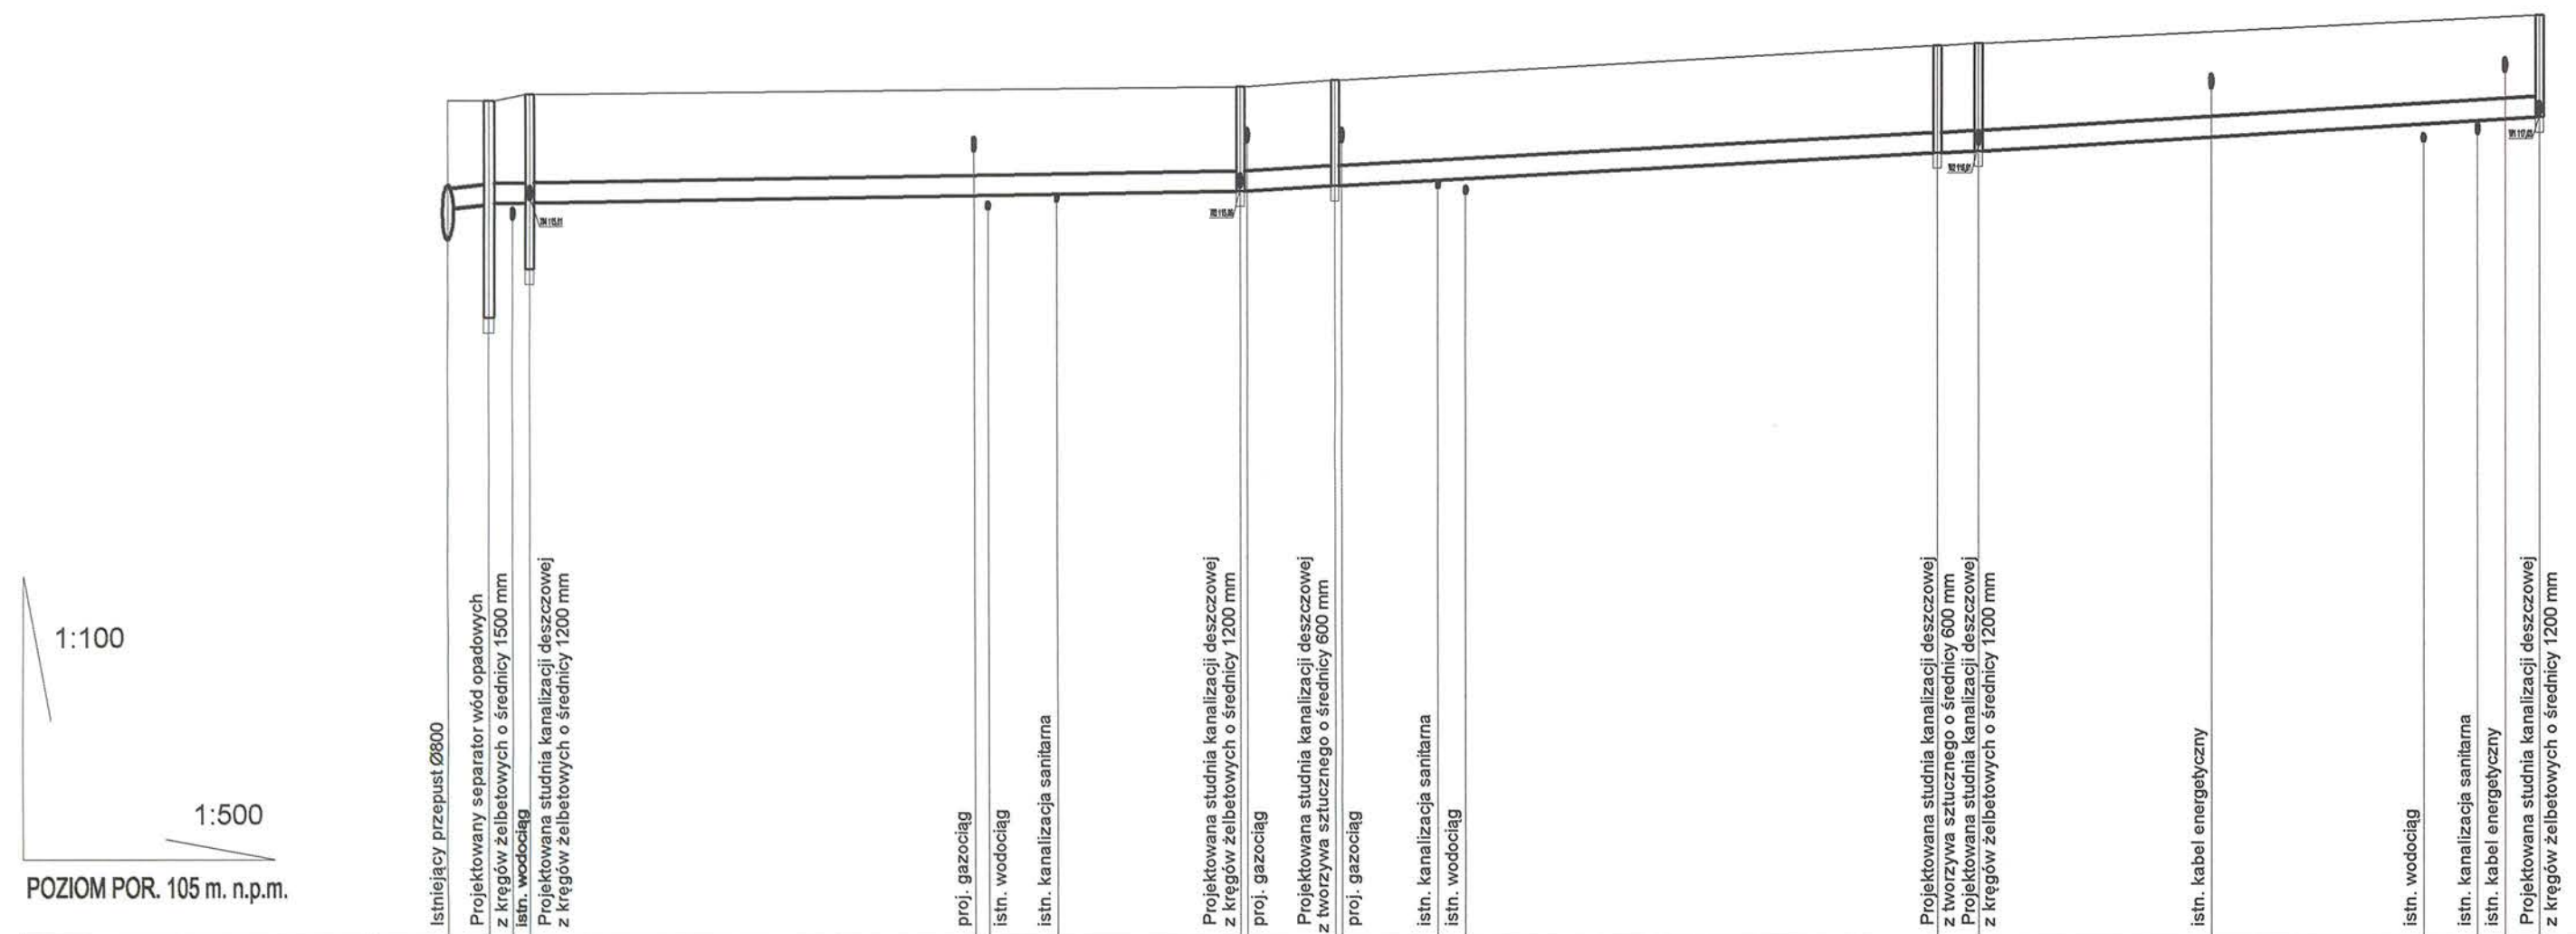 1:100
1:500
POZIOM POR. 105 m. n.p.m.
Istniejący przepust Ø800
Projektowany separator wód opadowych
z kręgów żelbetowych o średnicy 1500 mm
istn. wodociąg
Projektowana studnia kanalizacji deszczowej
z kręgów żelbetowych o średnicy 1200 mm
proj. gazociąg
istn. wodociąg
istn. kanalizacja sanitarna
Projektowana studnia kanalizacji deszczowej
z kręgów żelbetowych o średnicy 1200 mm
proj. gazociąg
Projektowana studnia kanalizacji deszczowej
z tworzywa sztucznego o średnicy 600 mm
proj. gazociąg
istn. kanalizacja sanitarna
istn. wodociąg
Projektowana studnia kanalizacji deszczowej
z tworzywa sztucznego o średnicy 600 mm
Projektowana studnia kanalizacji deszczowej
z kręgów żelbetowych o średnicy 1200 mm
istn. kabel energetyczny
istn. wodociąg
istn. kanalizacja sanitarna
istn. kabel energetyczny
Projektowana studnia kanalizacji deszczowej
z kręgów żelbetowych o średnicy 1200 mm